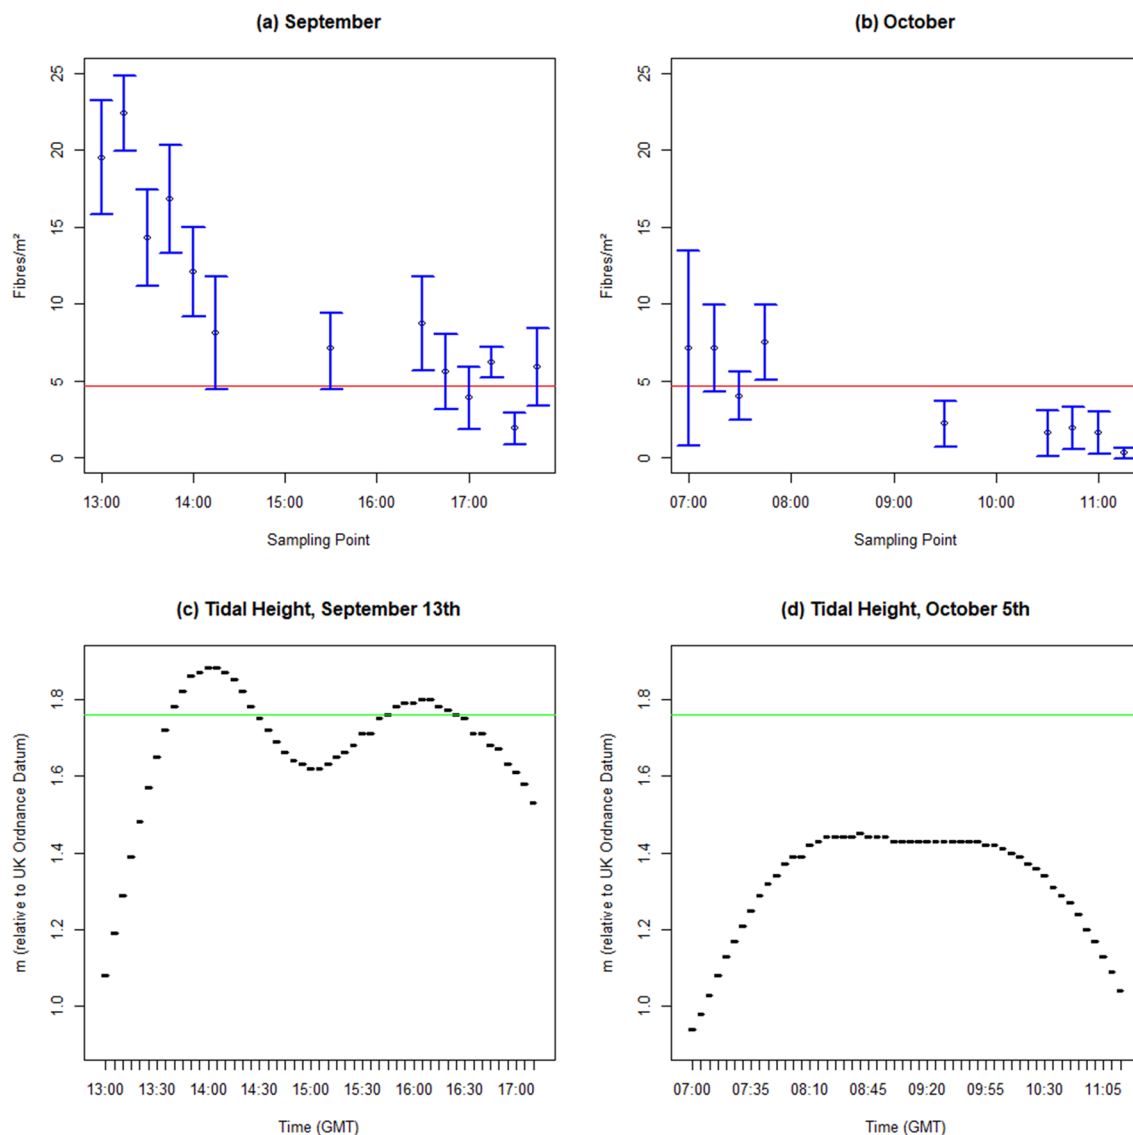 (a) September
Fibres/m²
25
20
15
10
5
0
13:00 14:00 15:00 16:00 17:00
Sampling Point
(b) October
Fibres/m²
25
20
15
10
5
0
07:00 08:00 09:00 10:00 11:00
Sampling Point
(c) Tidal Height, September 13th
m (relative to UK Ordnance Datum)
1.8
1.6
1.4
1.2
1.0
13:00 13:30 14:00 14:30 15:00 15:30 16:00 16:30 17:00
Time (GMT)
(d) Tidal Height, October 5th
m (relative to UK Ordnance Datum)
1.8
1.6
1.4
1.2
1.0
07:00 07:35 08:10 08:45 09:20 09:55 10:30 11:05
Time (GMT)